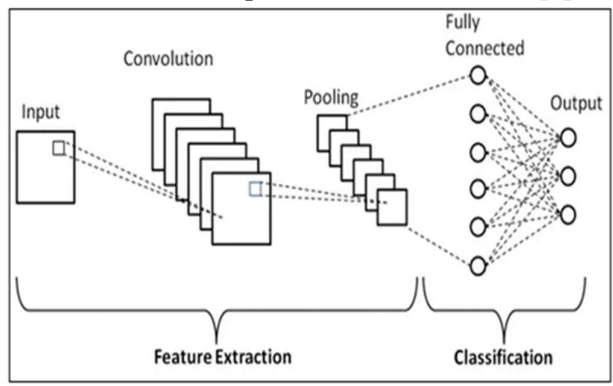 Fully
Connected
Convolution
Pooling
Output
Input
Feature Extraction
Classification